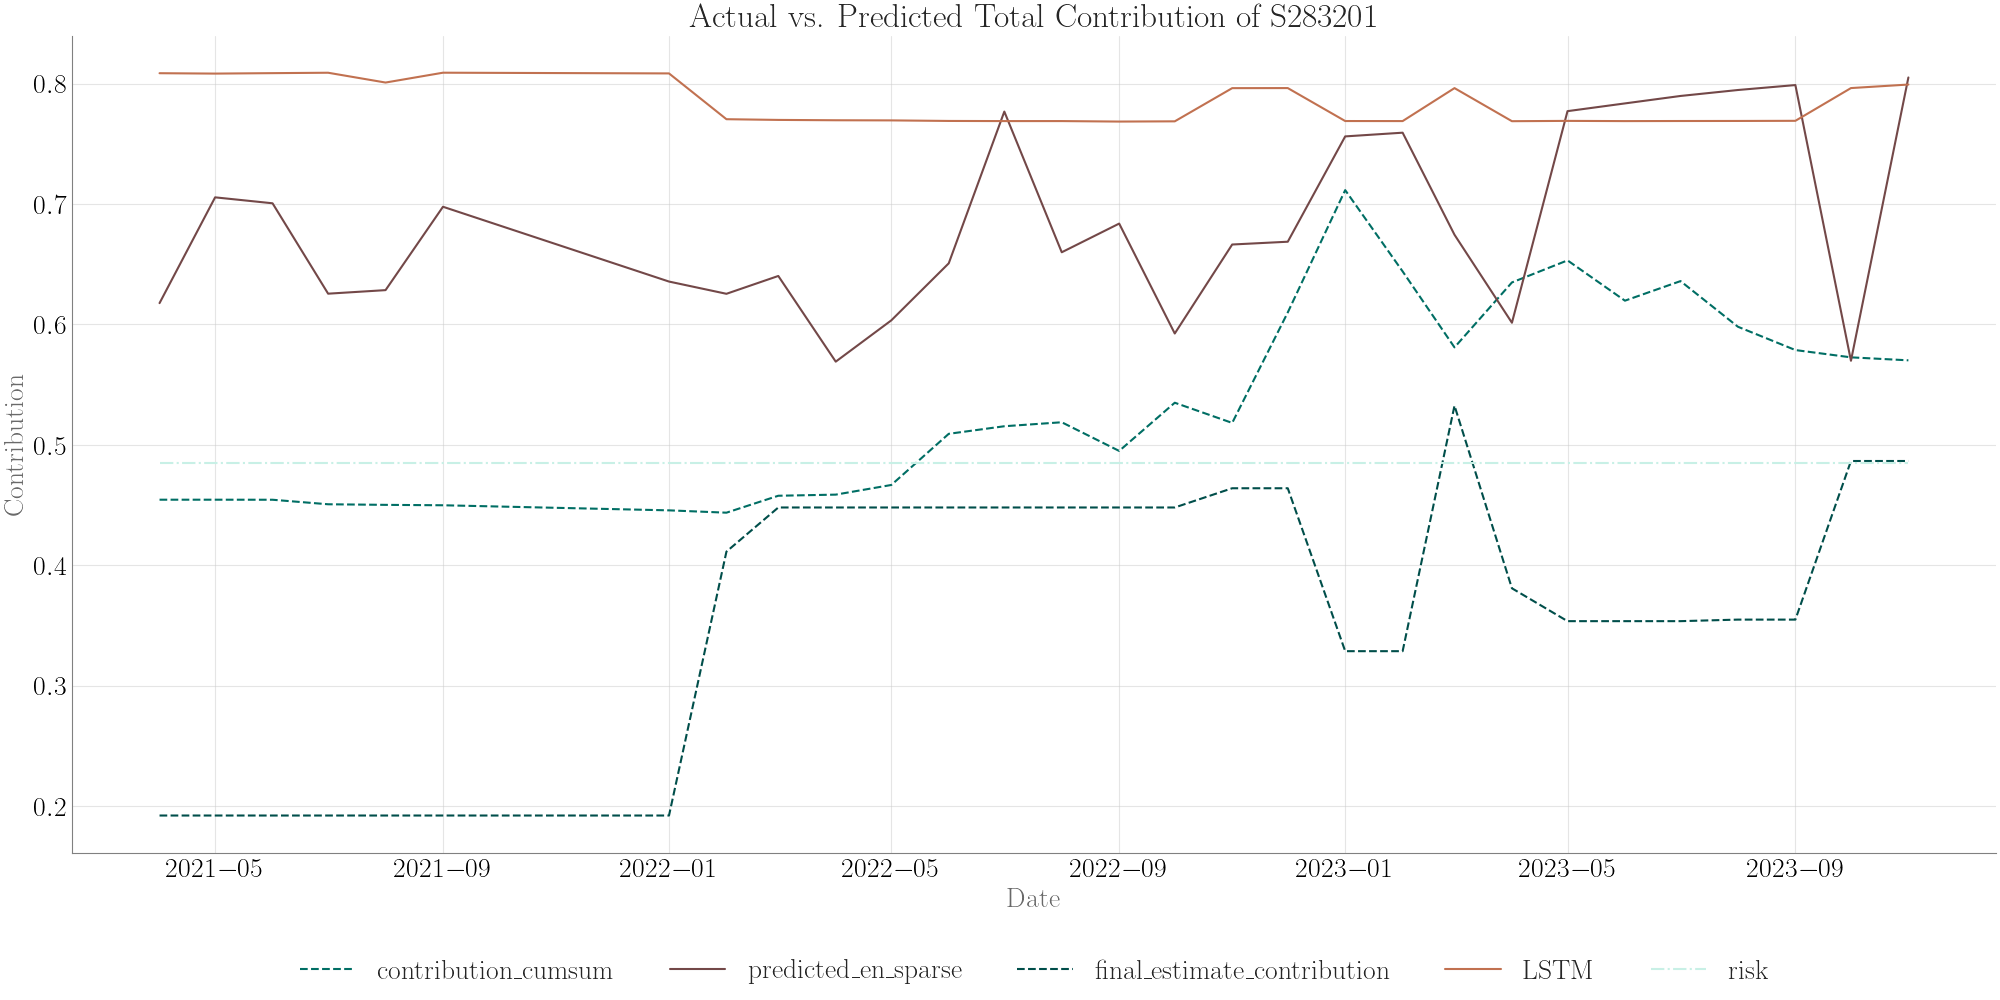 Actual vs. Predicted Total Contribution of S283201
Contribution
0.8
0.7
0.6
0.5
0.4
0.3
0.2
2021−05 2021−09 2022−01 2022−05 2022−09 2023−01 2023−05 2023−09
Date
contribution_cumsum predicted_en_sparse final_estimate_contribution LSTM risk